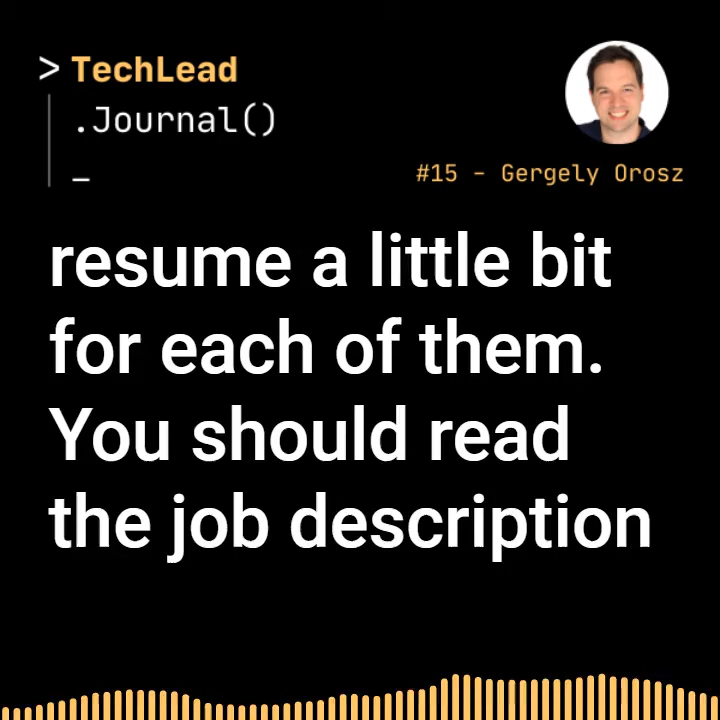 > TechLead
.Journal()
_
#15 - Gergely Orosz
resume a little bit
for each of them.
You should read
the job description